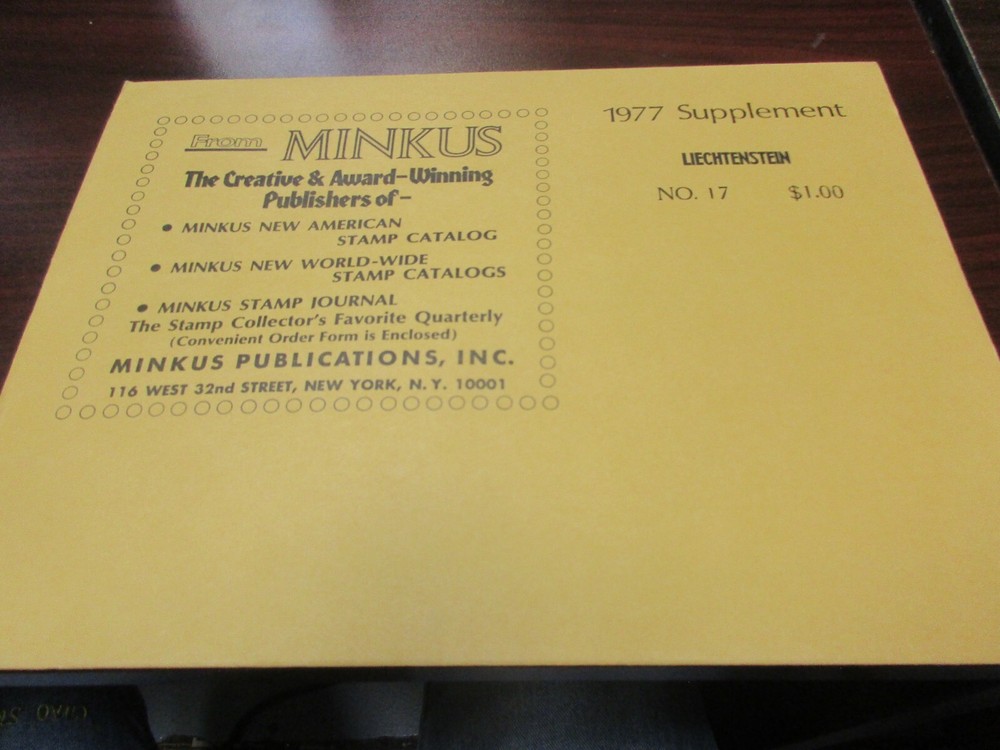 From MINKUS
The Creative & Award-Winning
Publishers of-
● MINKUS NEW AMERICAN
STAMP CATALOG
● MINKUS NEW WORLD-WIDE
STAMP CATALOGS
● MINKUS STAMP JOURNAL
The Stamp Collector's Favorite Quarterly
(Convenient Order Form is Enclosed)
MINKUS PUBLICATIONS, INC.
116 WEST 32nd STREET, NEW YORK, N.Y. 10001
1977 Supplement
LIECHTENSTEIN
NO. 17 $1.00